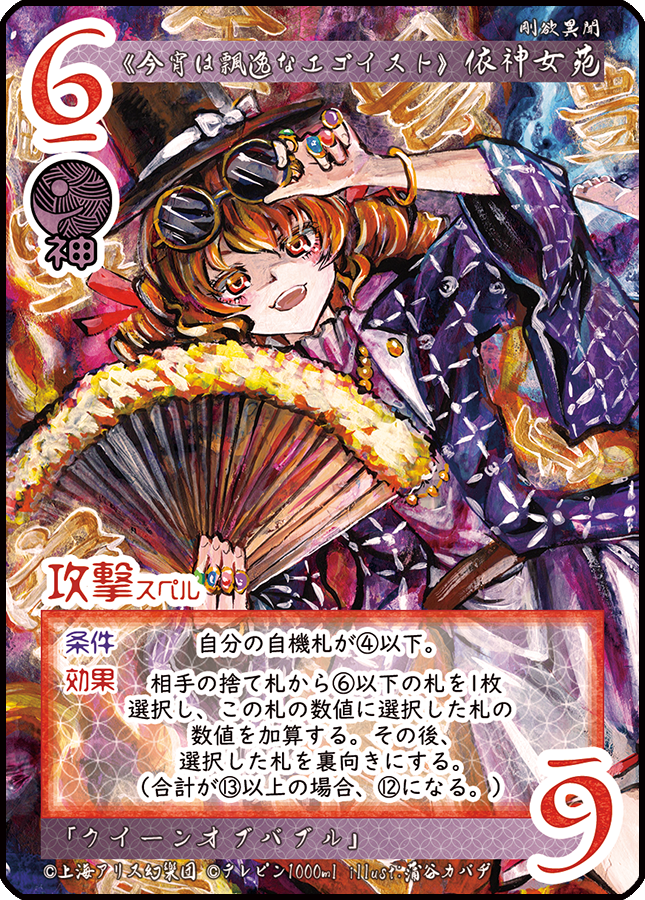 剛欲異聞
6
《今宵は飄逸なエゴイスト》依神女苑
神
攻撃スペル
条件 自分の自機札が④以下。
効果 相手の捨て札から⑥以下の札を1枚
選択し、この札の数値に選択した札の
数値を加算する。その後、
選択した札を裏向きにする。
(合計が⑬以上の場合、⑫になる。)
「クイーンオブバブル」
6
©上海アリス幻樂団 ©テレピン1000ml illust:蒲谷カバヂ